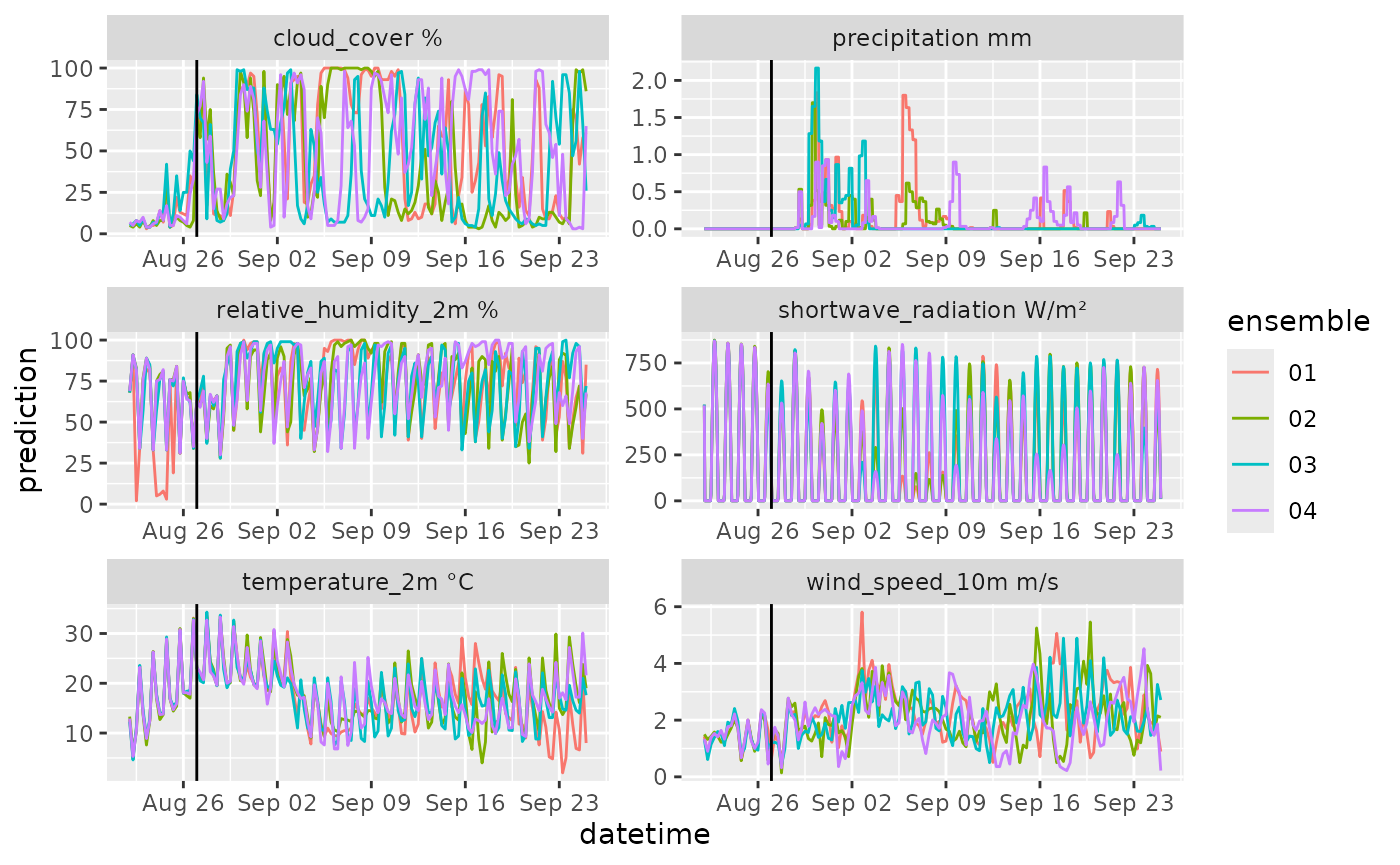 cloud_cover %
precipitation mm
100
75
50
25
0
2.0
1.5
1.0
0.5
0.0
Aug 26 Sep 02 Sep 09 Sep 16 Sep 23
Aug 26 Sep 02 Sep 09 Sep 16 Sep 23
relative_humidity_2m %
shortwave_radiation W/m²
100
75
50
25
0
750
500
250
0
Aug 26 Sep 02 Sep 09 Sep 16 Sep 23
Aug 26 Sep 02 Sep 09 Sep 16 Sep 23
temperature_2m °C
wind_speed_10m m/s
30
20
10
6
4
2
0
Aug 26 Sep 02 Sep 09 Sep 16 Sep 23
Aug 26 Sep 02 Sep 09 Sep 16 Sep 23
prediction
datetime
ensemble
01
02
03
04